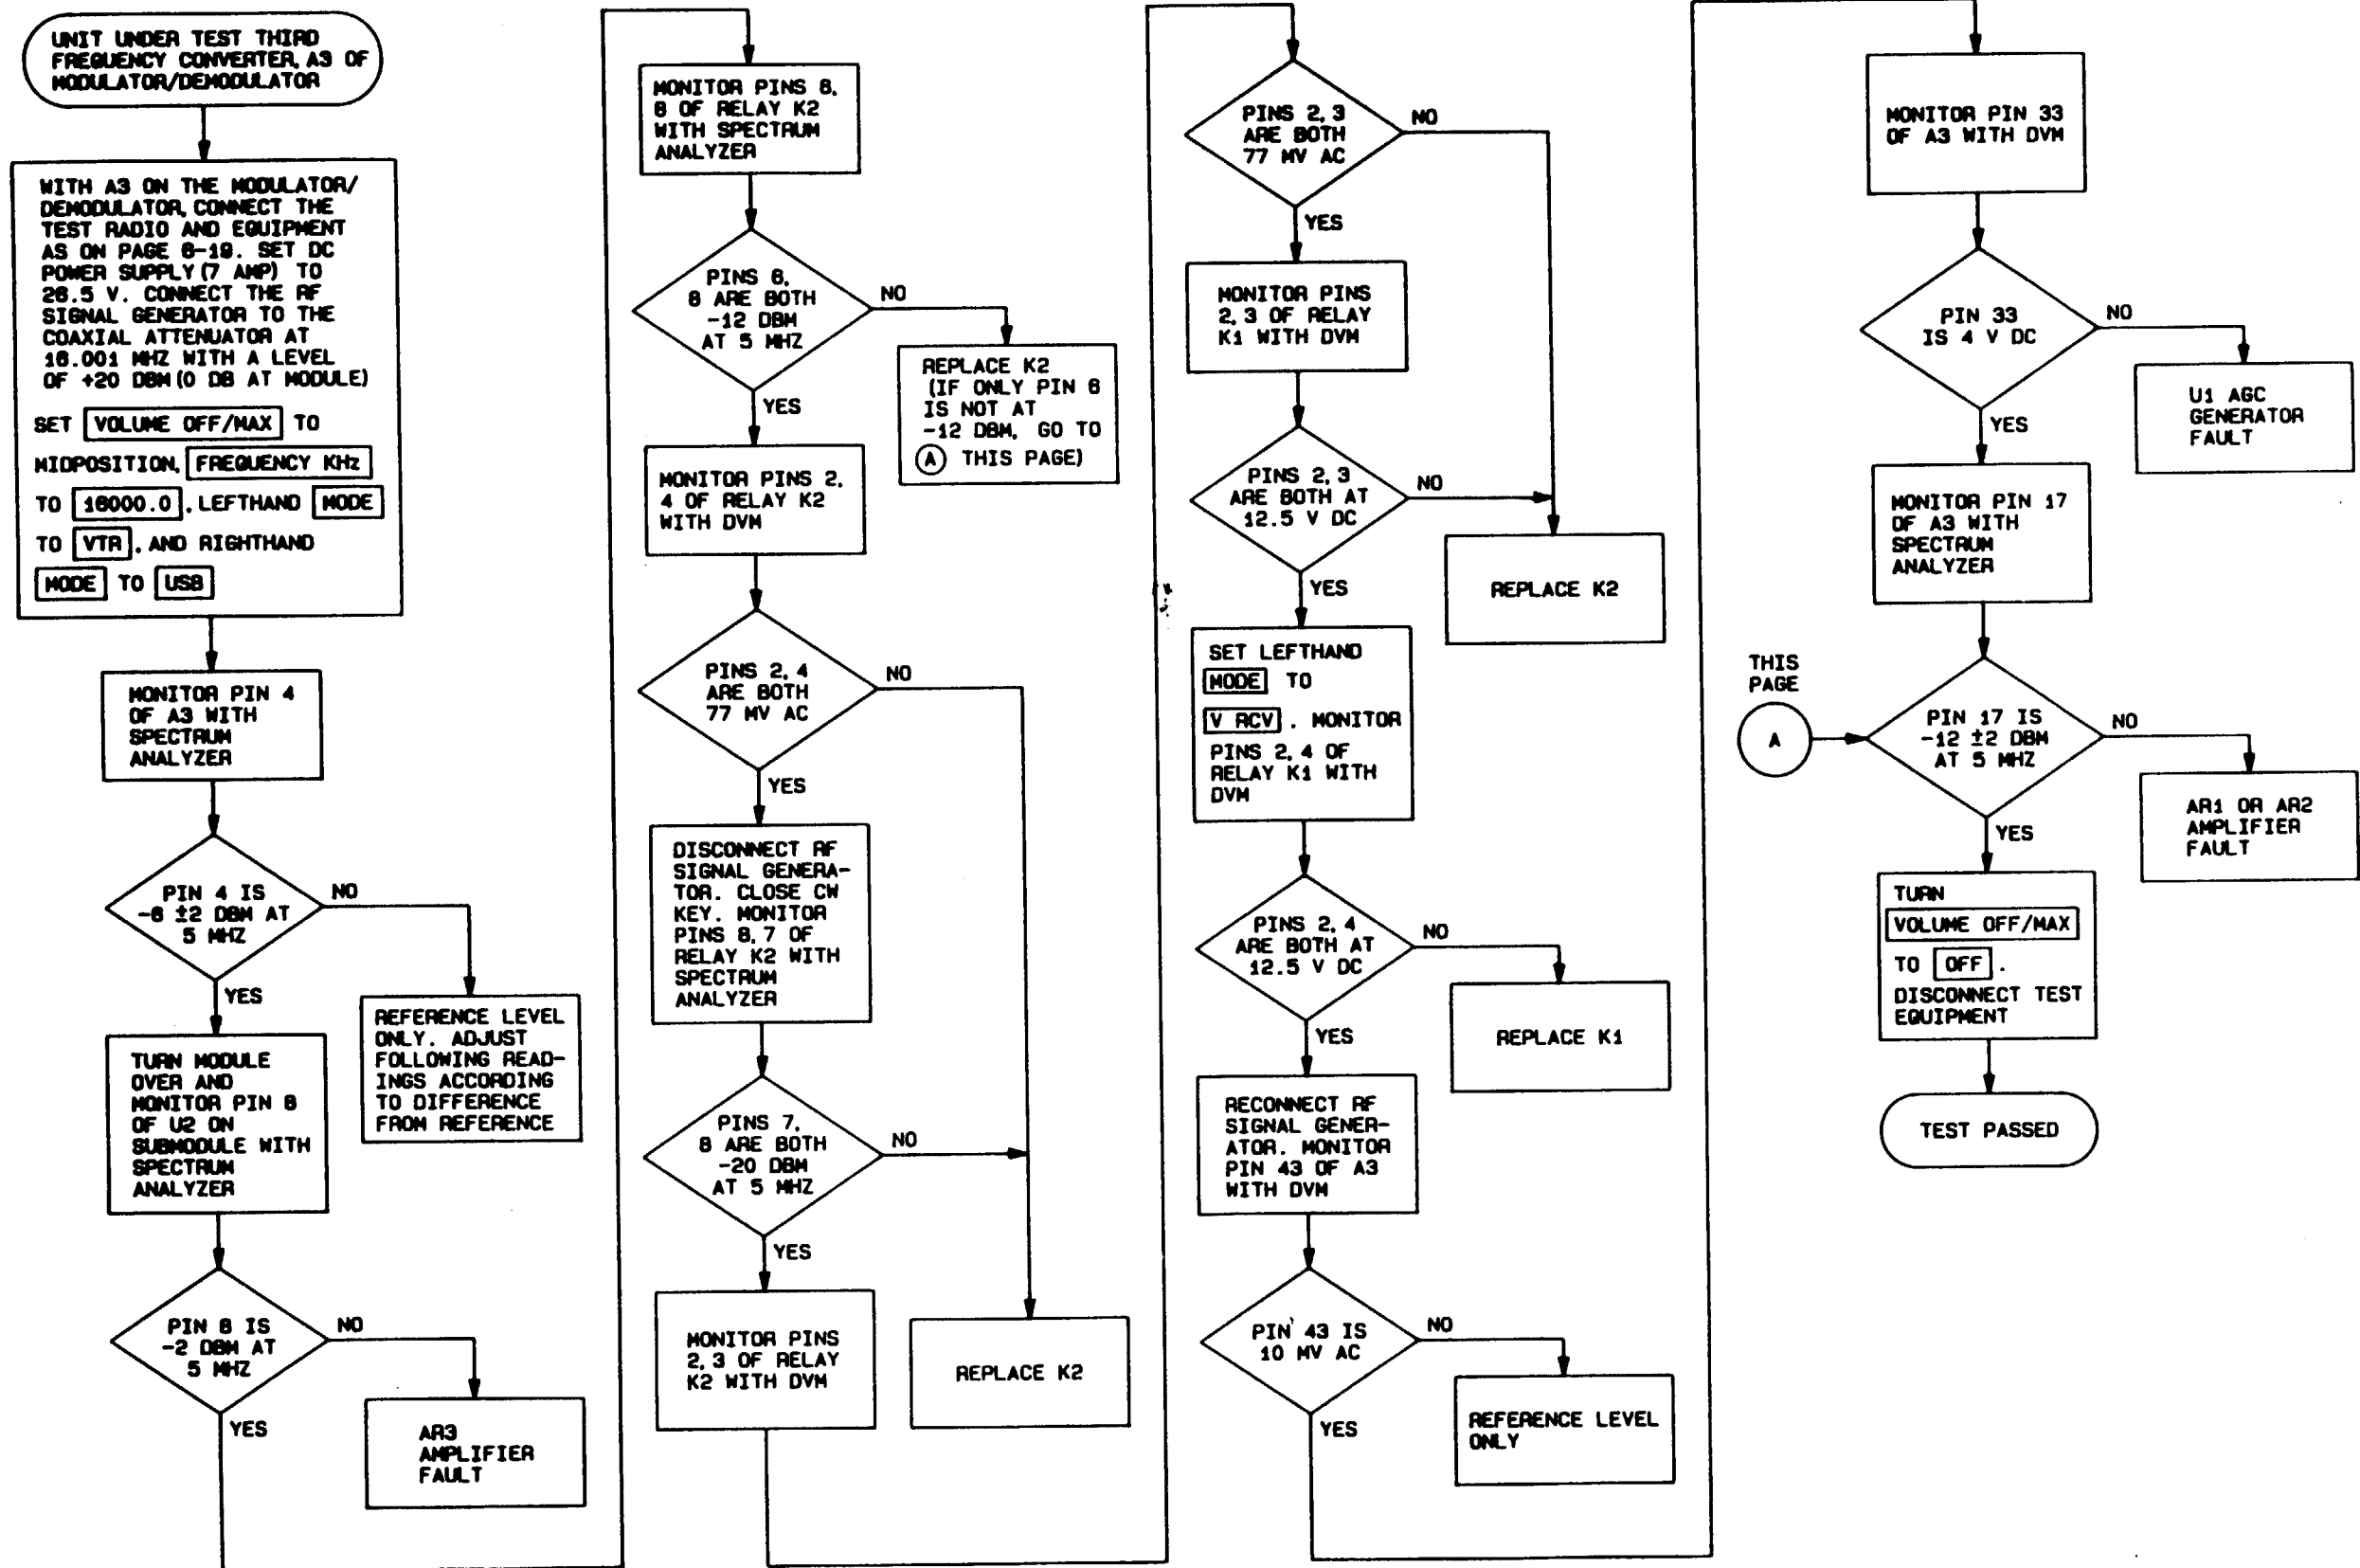 UNIT UNDER TEST THIRD
FREQUENCY CONVERTER, A3 OF
MODULATOR/DEMODULATOR
WITH A3 ON THE MODULATOR/
DEMODULATOR, CONNECT THE
TEST RADIO AND EQUIPMENT
AS ON PAGE 6-19. SET DC
POWER SUPPLY (7 AMP) TO
26.5 V. CONNECT THE RF
SIGNAL GENERATOR TO THE
COAXIAL ATTENUATOR AT
16.001 MHZ WITH A LEVEL
OF +20 DBM (0 DB AT MODULE)
SET VOLUME OFF/MAX TO
MIDPOSITION, FREQUENCY KHz
TO 16000.0 , LEFTHAND MODE
TO VTR , AND RIGHTHAND
MODE TO USB
MONITOR PIN 4
OF A3 WITH
SPECTRUM
ANALYZER
PIN 4 IS
-6 ±2 DBM AT
5 MHZ
NO
YES
REFERENCE LEVEL
ONLY. ADJUST
FOLLOWING READ-
INGS ACCORDING
TO DIFFERENCE
FROM REFERENCE
TURN MODULE
OVER AND
MONITOR PIN 8
OF U2 ON
SUBMODULE WITH
SPECTRUM
ANALYZER
PIN 8 IS
-2 DBM AT
5 MHZ
NO
YES
AR3
AMPLIFIER
FAULT
MONITOR PINS 6,
8 OF RELAY K2
WITH SPECTRUM
ANALYZER
PINS 6,
8 ARE BOTH
-12 DBM
AT 5 MHZ
NO
YES
REPLACE K2
(IF ONLY PIN 6
IS NOT AT
-12 DBM, GO TO
A THIS PAGE)
MONITOR PINS 2,
4 OF RELAY K2
WITH DVM
PINS 2, 4
ARE BOTH
77 MV AC
NO
YES
DISCONNECT RF
SIGNAL GENERA-
TOR. CLOSE CW
KEY. MONITOR
PINS 8, 7 OF
RELAY K2 WITH
SPECTRUM
ANALYZER
PINS 7,
8 ARE BOTH
-20 DBM
AT 5 MHZ
NO
YES
MONITOR PINS
2, 3 OF RELAY
K2 WITH DVM
REPLACE K2
PINS 2, 3
ARE BOTH
77 MV AC
NO
YES
MONITOR PINS
2, 3 OF RELAY
K1 WITH DVM
PINS 2, 3
ARE BOTH AT
12.5 V DC
NO
YES
REPLACE K2
SET LEFTHAND
MODE TO
V RCV . MONITOR
PINS 2, 4 OF
RELAY K1 WITH
DVM
PINS 2, 4
ARE BOTH AT
12.5 V DC
NO
YES
REPLACE K1
RECONNECT RF
SIGNAL GENER-
ATOR. MONITOR
PIN 43 OF A3
WITH DVM
PIN 43 IS
10 MV AC
NO
YES
REFERENCE LEVEL
ONLY
MONITOR PIN 33
OF A3 WITH DVM
PIN 33
IS 4 V DC
NO
YES
U1 AGC
GENERATOR
FAULT
MONITOR PIN 17
OF A3 WITH
SPECTRUM
ANALYZER
THIS
PAGE
A
PIN 17 IS
-12 ±2 DBM
AT 5 MHZ
NO
YES
AR1 OR AR2
AMPLIFIER
FAULT
TURN
VOLUME OFF/MAX
TO OFF .
DISCONNECT TEST
EQUIPMENT
TEST PASSED